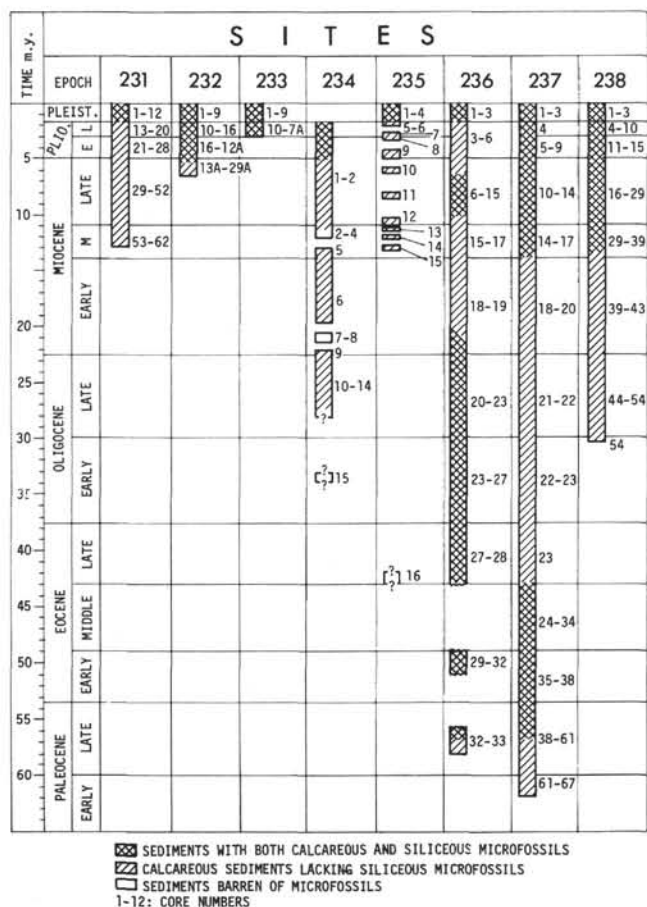 SITES
TIME m.y.
EPOCH 231 232 233 234 235 236 237 238
PLEIST. 1-12 1-9 1-9 1-4 1-3 1-3 1-3
PLIO. L 13-20 10-16 10-7A 5-6 3-6 4 4-10
E 21-28 16-12A 7 8 5-9 11-15
5 13A-29A 9
MIOCENE
LATE 29-52 1-2 10 11 12 6-15 10-14 16-29
10
M 53-62 2-4 13 14 15 15-17 14-17 29-39
EARLY 5 6 7-8 18-19 18-20 39-43
15
20
OLIGOCENE
LATE 9 10-14 ? 20-23 21-22 44-54
25
30 54
EARLY ? 15 ? 23-27 22-23
35
EOCENE
LATE ? 16 ? 27-28 23
40
MIDDLE 24-34
45
EARLY 29-32 35-38
50
PALEOCENE
LATE 32-33 38-61
55
EARLY 61-67
60
SEDIMENTS WITH BOTH CALCAREOUS AND SILICEOUS MICROFOSSILS
CALCAREOUS SEDIMENTS LACKING SILICEOUS MICROFOSSILS
SEDIMENTS BARREN OF MICROFOSSILS
1-12: CORE NUMBERS